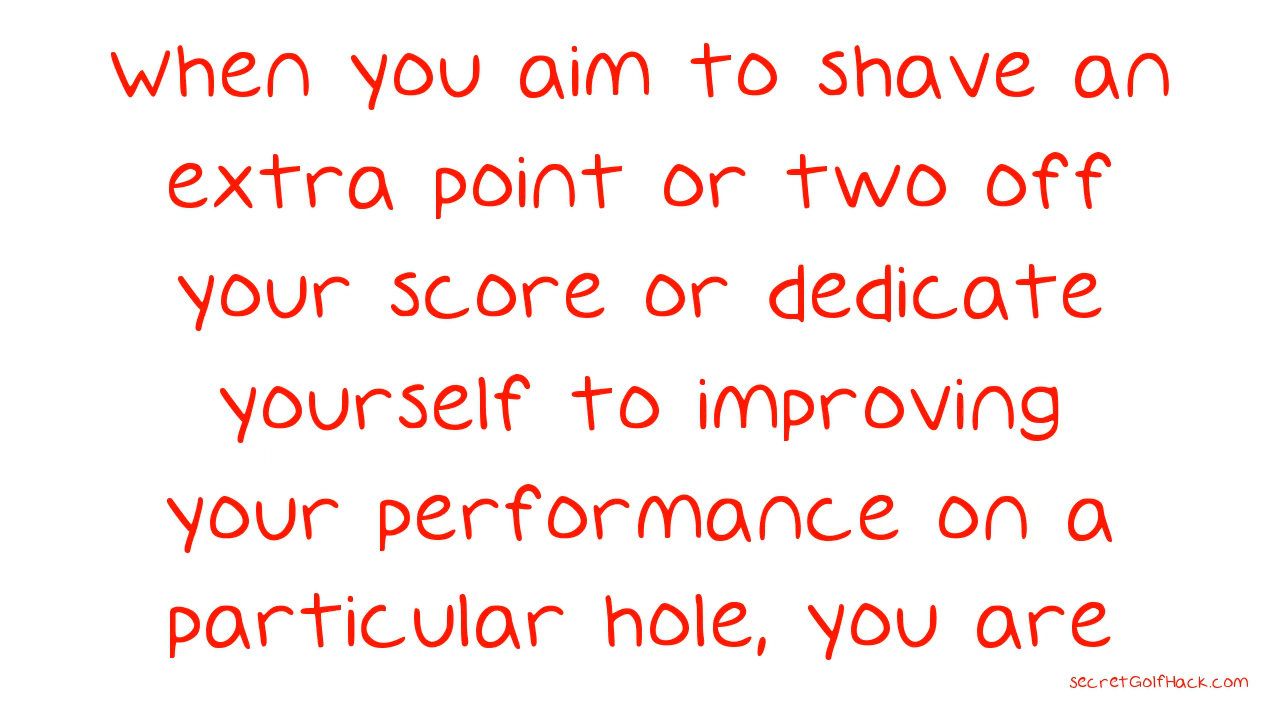 When you aim to shave an
extra point or two off
your score or dedicate
yourself to improving
your performance on a
particular hole, you are
secretGolfHack.com